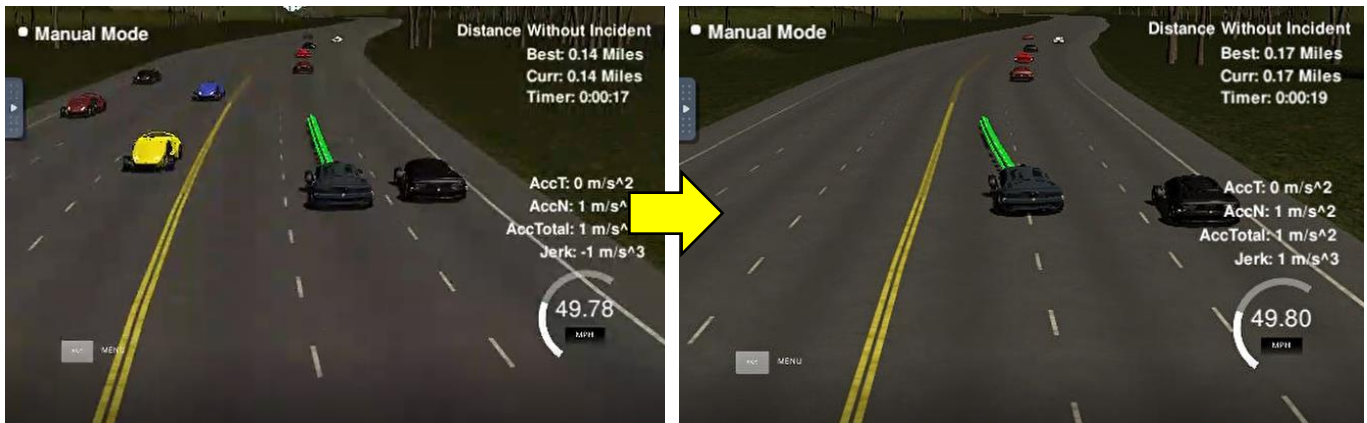 Manual Mode
Distance Without Incident
Best: 0.14 Miles
Curr: 0.14 Miles
Timer: 0:00:17
AccT: 0 m/s^2
AccN: 1 m/s^
AccTotal: 1 m/s^
Jerk: -1 m/s^3
49.78
MPH
MENU
Manual Mode
Distance Without Incident
Best: 0.17 Miles
Curr: 0.17 Miles
Timer: 0:00:19
AccT: 0 m/s^2
AccN: 1 m/s^2
AccTotal: 1 m/s^2
Jerk: 1 m/s^3
49.80
MPH
MENU